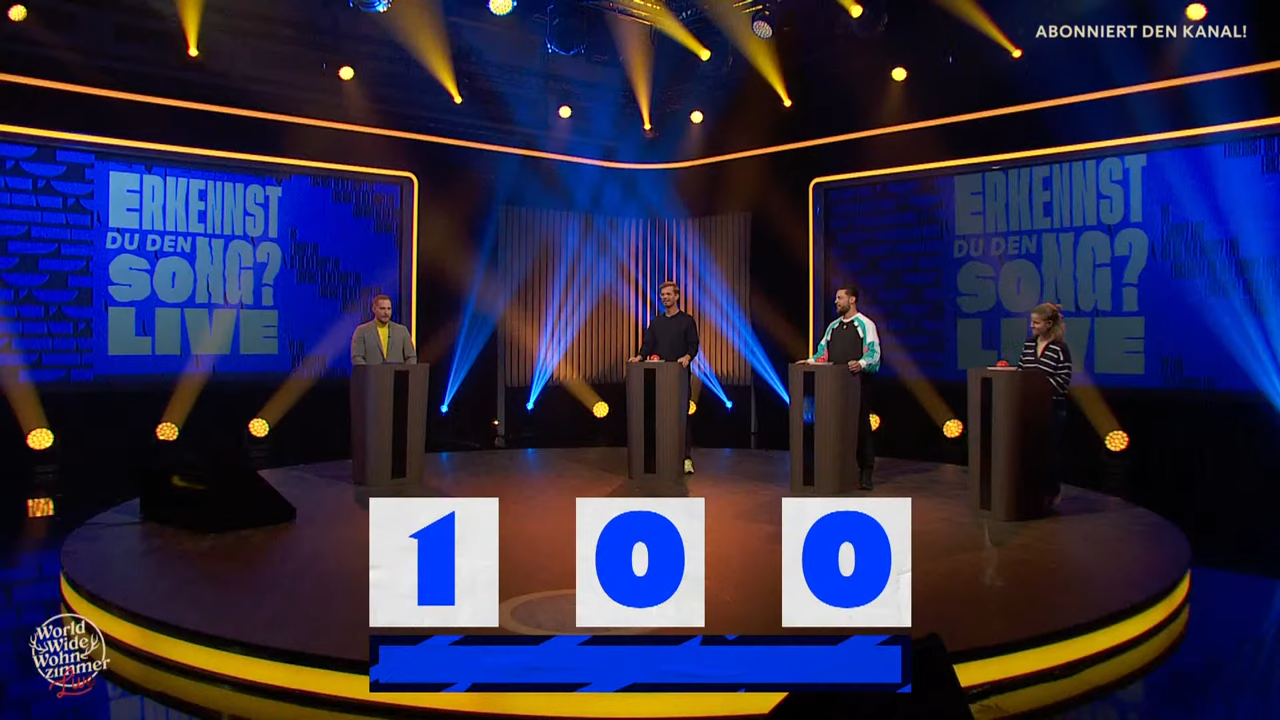 ABONNIERT DEN KANAL!
ERKENNST
DU DEN
SONG?
LIVE
ERKENNST
DU DEN
SONG?
LIVE
1 0 0
World
Wide
Wohn
zimmer
Live